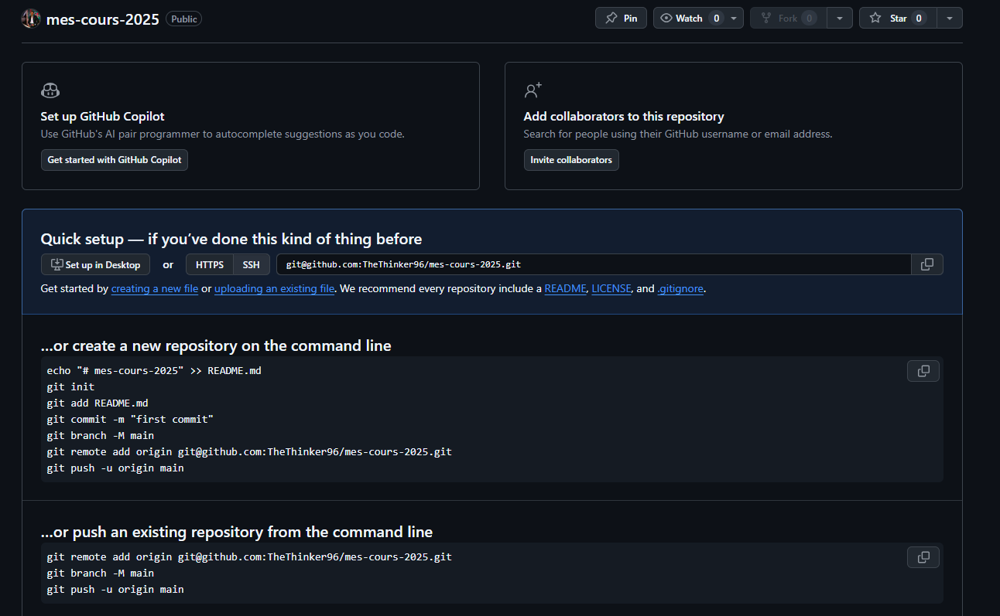 mes-cours-2025 Public Pin Watch 0 Fork 0 Star 0
Set up GitHub Copilot
Use GitHub's AI pair programmer to autocomplete suggestions as you code.
Get started with GitHub Copilot
Add collaborators to this repository
Search for people using their GitHub username or email address.
Invite collaborators
Quick setup — if you've done this kind of thing before
Set up in Desktop or HTTPS SSH git@github.com:TheThinker96/mes-cours-2025.git
Get started by creating a new file or uploading an existing file. We recommend every repository include a README, LICENSE, and .gitignore.
...or create a new repository on the command line
echo "# mes-cours-2025" >> README.md
git init
git add README.md
git commit -m "first commit"
git branch -M main
git remote add origin git@github.com:TheThinker96/mes-cours-2025.git
git push -u origin main
...or push an existing repository from the command line
git remote add origin git@github.com:TheThinker96/mes-cours-2025.git
git branch -M main
git push -u origin main